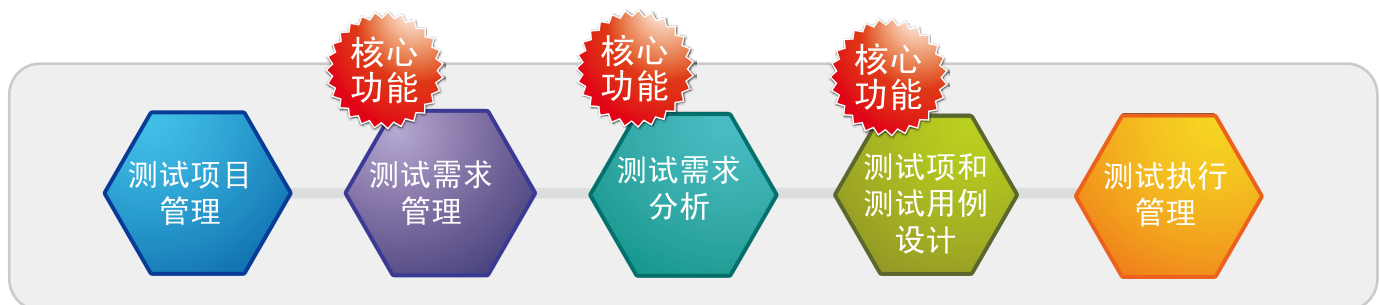 核心
功能
核心
功能
核心
功能
测试项目
管理
测试需求
管理
测试需求
分析
测试项和
测试用例
设计
测试执行
管理